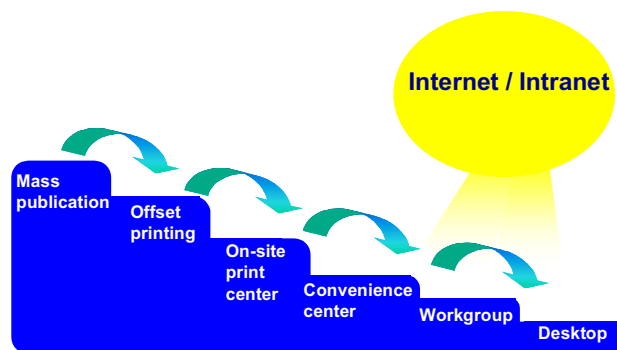 Internet / Intranet
Mass
publication
Offset
printing
On-site
print
center
Convenience
center
Workgroup
Desktop